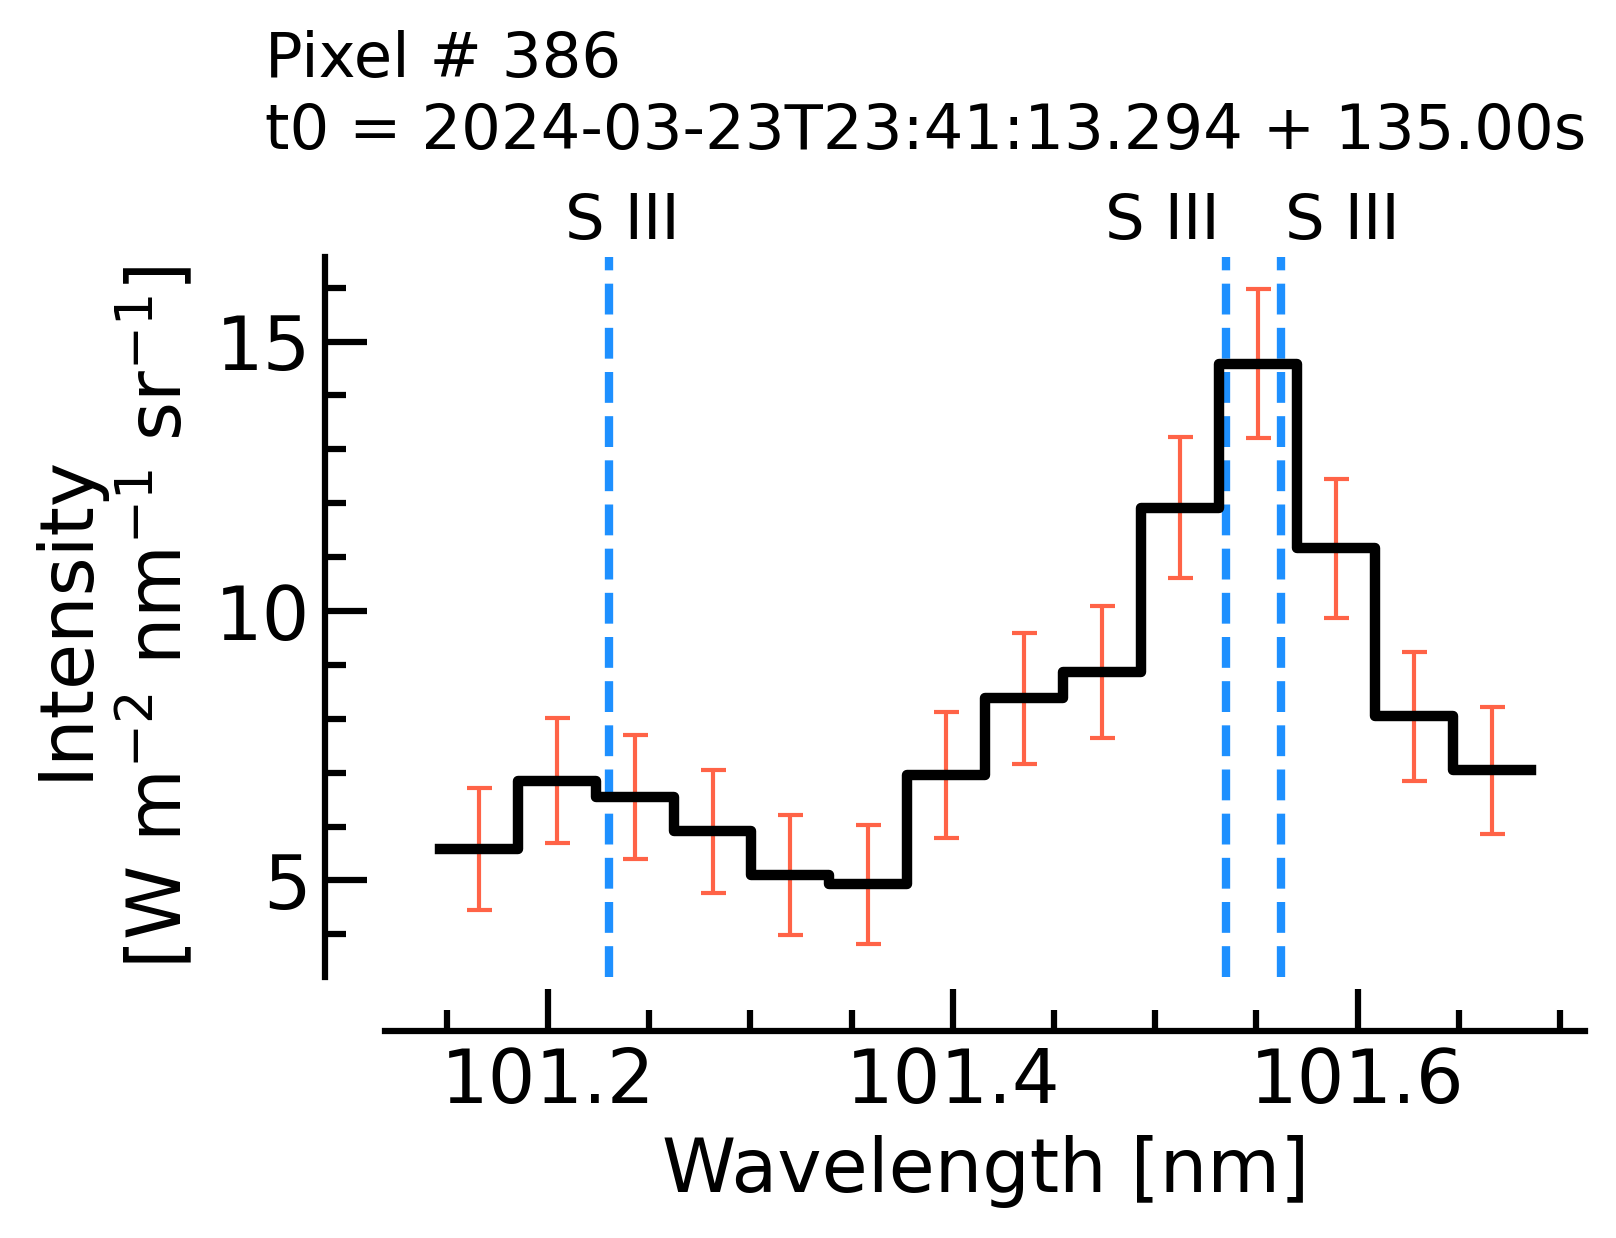 Pixel # 386
t0 = 2024-03-23T23:41:13.294 + 135.00s
S III S III S III
Intensity
[W m⁻² nm⁻¹ sr⁻¹]
15
10
5
101.2 101.4 101.6
Wavelength [nm]